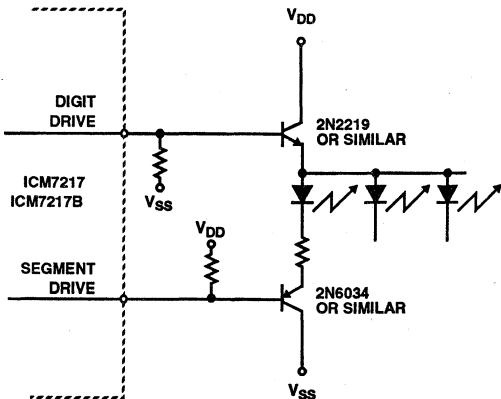 VDD
DIGIT
DRIVE
2N2219
OR SIMILAR
ICM7217
ICM7217B
VSS
VDD
SEGMENT
DRIVE
2N6034
OR SIMILAR
VSS